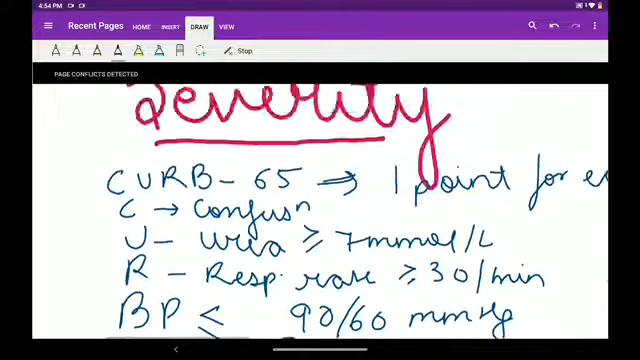 4:54 PM
Recent Pages HOME INSERT DRAW VIEW
Stop
PAGE CONFLICTS DETECTED
Severity
CURB-65 → 1 point for
C → Confusⁿ
U - Urea ≥ 7mmol/L
R - Resp. rate ≥ 30/min
BP ≤ 90/60 mmHg